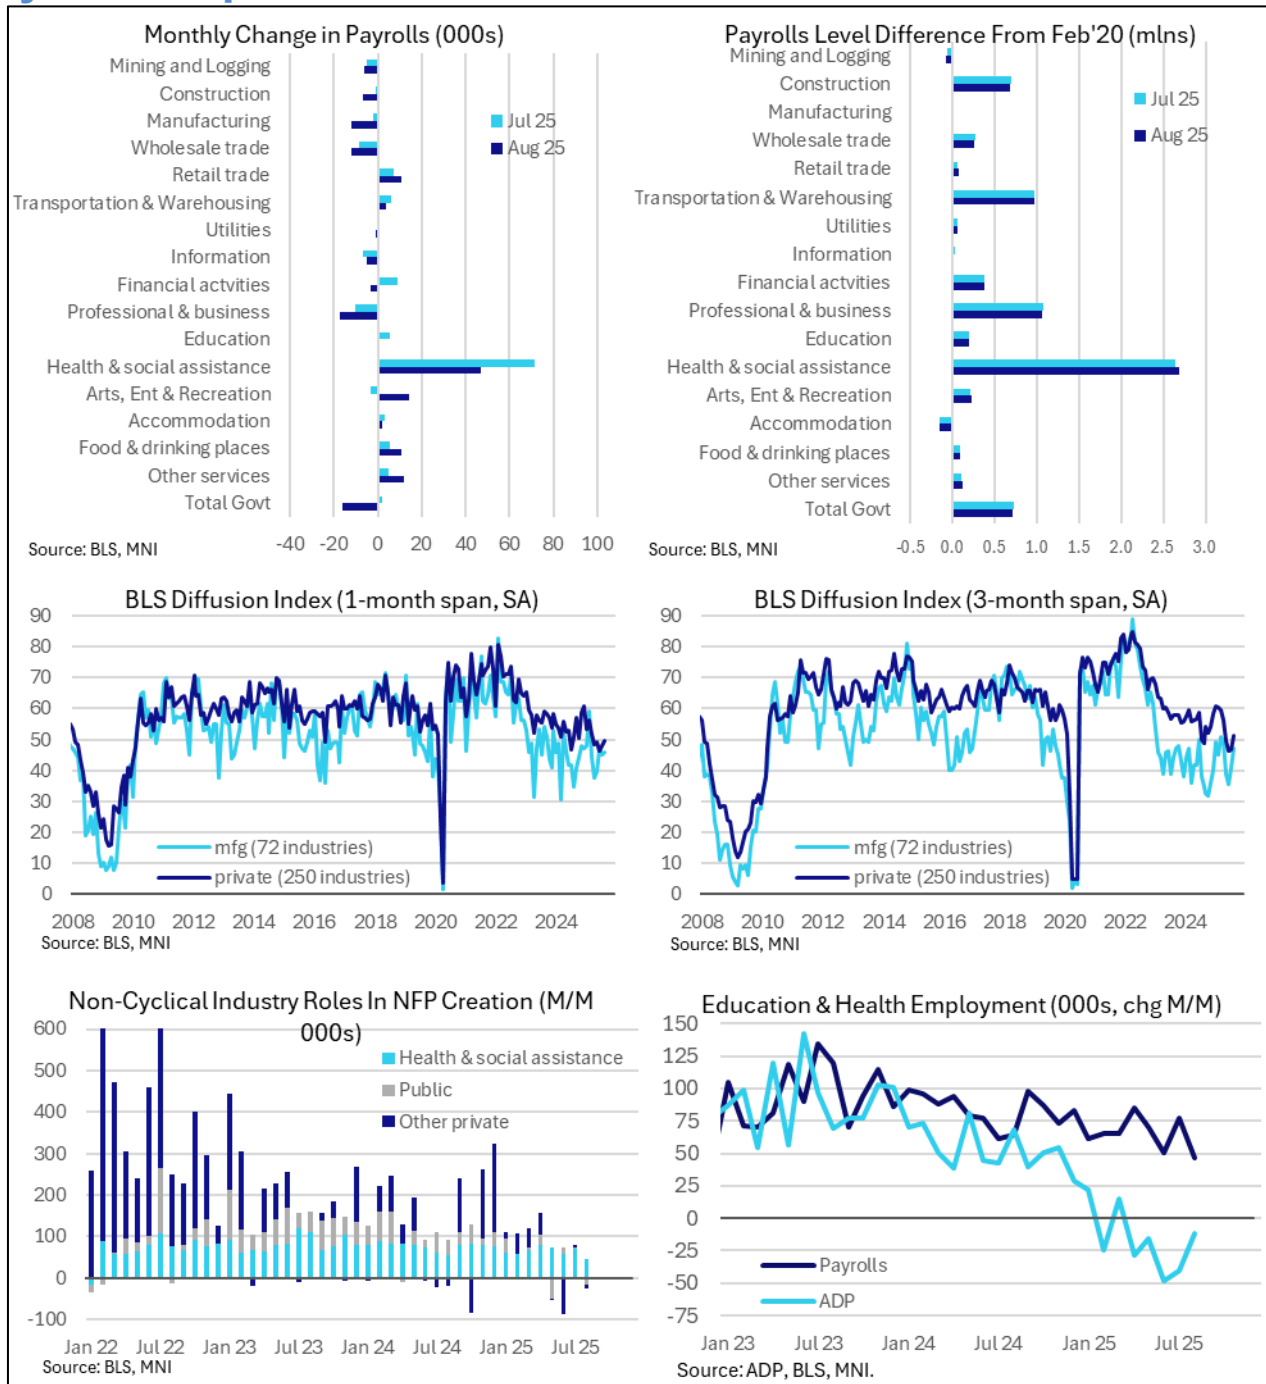 Monthly Change in Payrolls (000s)
Mining and Logging
Construction
Manufacturing
Wholesale trade
Retail trade
Transportation & Warehousing
Utilities
Information
Financial actvities
Professional & business
Education
Health & social assistance
Arts, Ent & Recreation
Accommodation
Food & drinking places
Other services
Total Govt
Jul 25
Aug 25
-40 -20 0 20 40 60 80 100
Source: BLS, MNI
Payrolls Level Difference From Feb'20 (mlns)
Mining and Logging
Construction
Manufacturing
Wholesale trade
Retail trade
Transportation & Warehousing
Utilities
Information
Financial actvities
Professional & business
Education
Health & social assistance
Arts, Ent & Recreation
Accommodation
Food & drinking places
Other services
Total Govt
Jul 25
Aug 25
-0.5 0.0 0.5 1.0 1.5 2.0 2.5 3.0
Source: BLS, MNI
BLS Diffusion Index (1-month span, SA)
90
80
70
60
50
40
30
20
10
0
mfg (72 industries)
private (250 industries)
2008 2010 2012 2014 2016 2018 2020 2022 2024
Source: BLS, MNI
BLS Diffusion Index (3-month span, SA)
90
80
70
60
50
40
30
20
10
0
mfg (72 industries)
private (250 industries)
2008 2010 2012 2014 2016 2018 2020 2022 2024
Source: BLS, MNI
Non-Cyclical Industry Roles In NFP Creation (M/M
000s)
600
500
400
300
200
100
0
-100
Health & social assistance
Public
Other private
Jan 22 Jul 22 Jan 23 Jul 23 Jan 24 Jul 24 Jan 25 Jul 25
Source: BLS, MNI
Education & Health Employment (000s, chg M/M)
150
125
100
75
50
25
0
-25
-50
-75
Payrolls
ADP
Jan 23 Jul 23 Jan 24 Jul 24 Jan 25 Jul 25
Source: ADP, BLS, MNI.